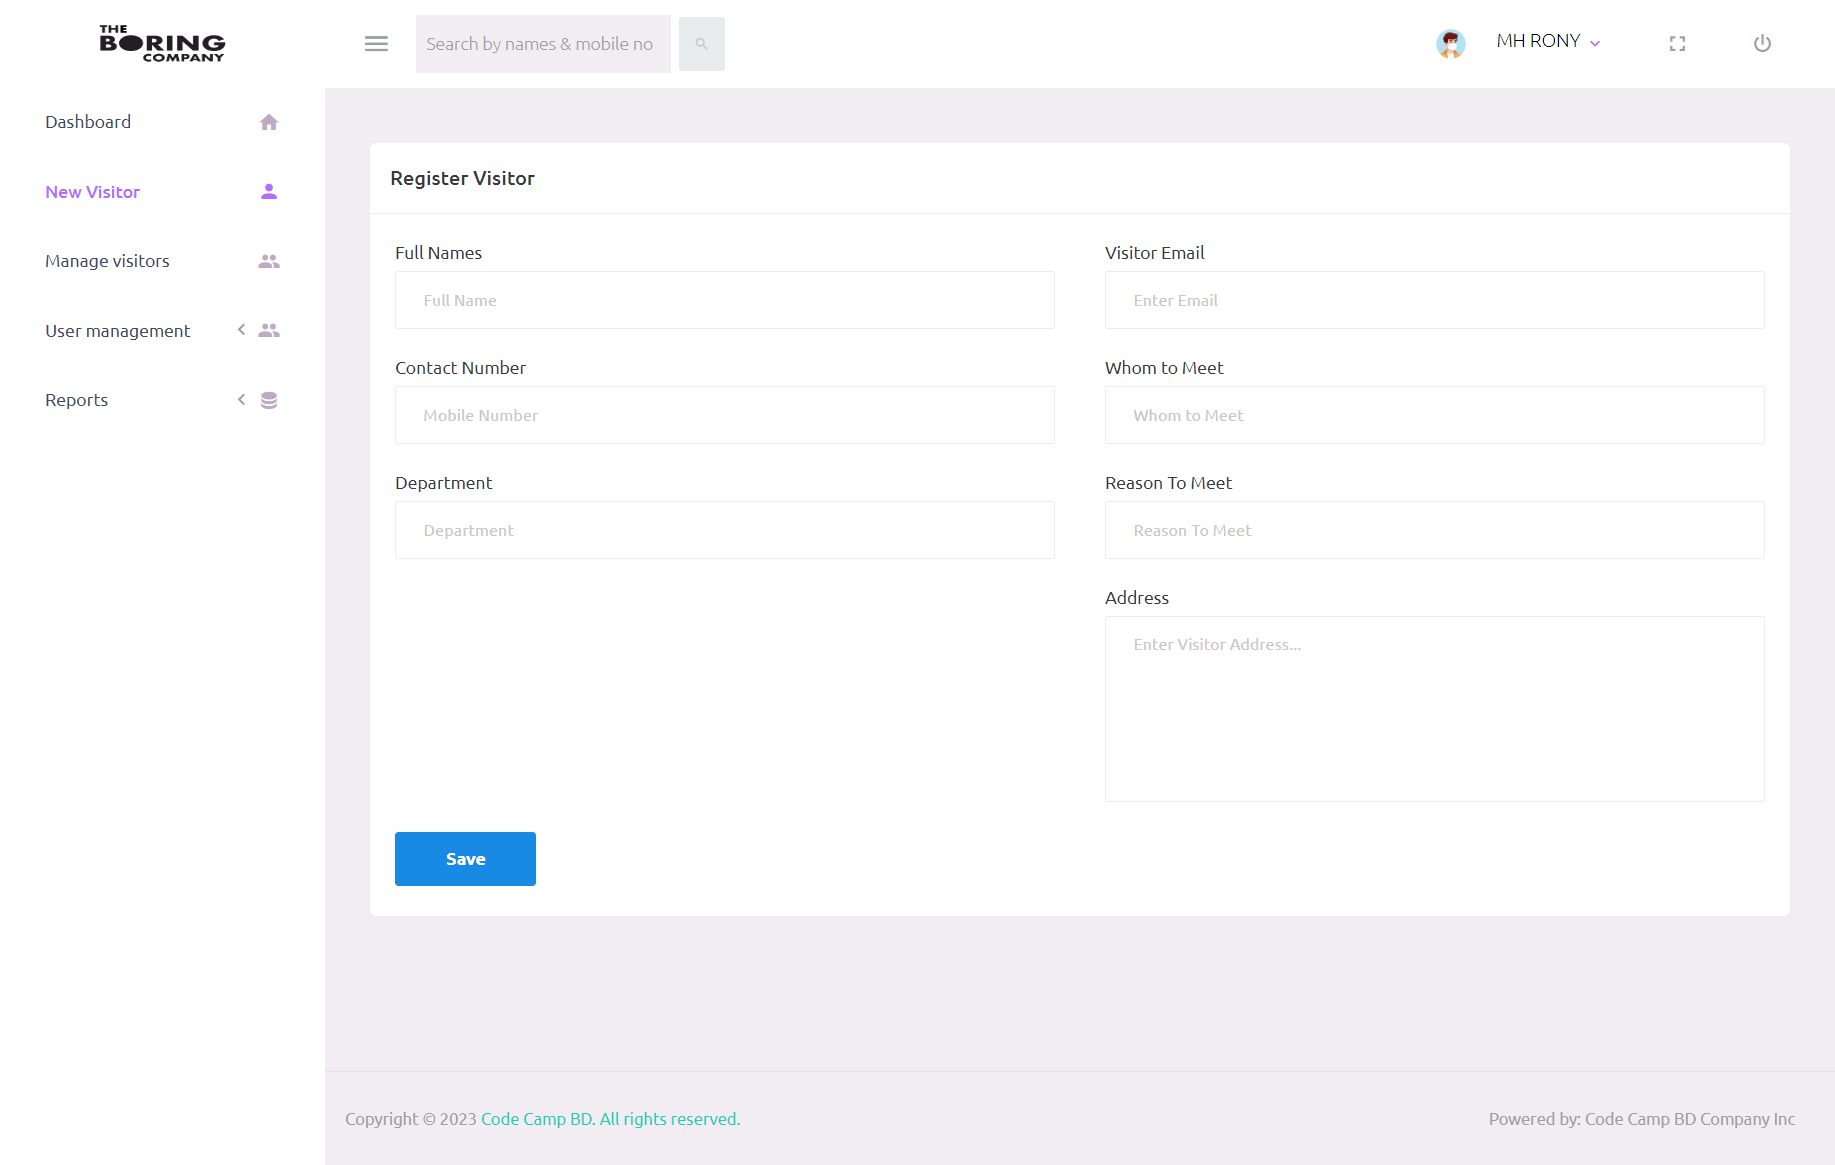 THE
BORING
COMPANY
Search by names & mobile no
MH RONY
Dashboard
New Visitor
Manage visitors
User management
Reports
Register Visitor
Full Names
Full Name
Visitor Email
Enter Email
Contact Number
Mobile Number
Whom to Meet
Whom to Meet
Department
Department
Reason To Meet
Reason To Meet
Address
Enter Visitor Address...
Save
Copyright © 2023 Code Camp BD. All rights reserved.
Powered by: Code Camp BD Company Inc